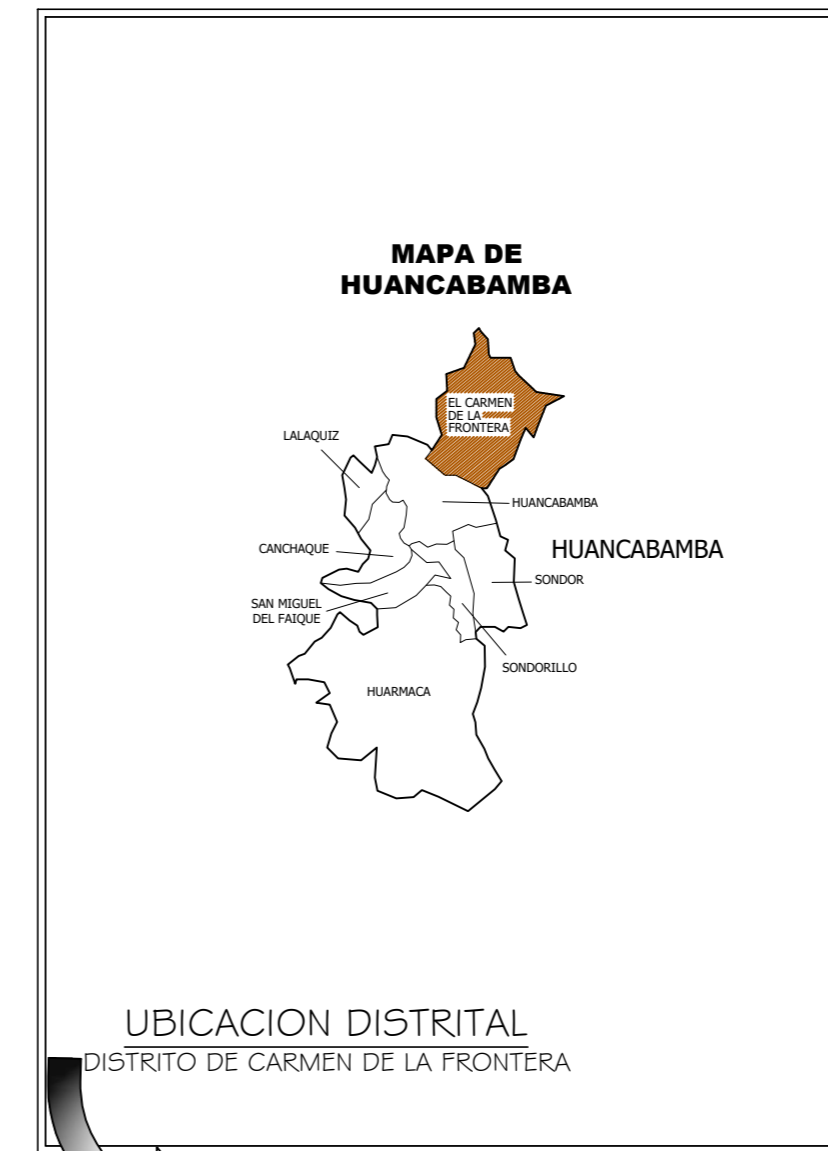 MAPA DE
HUANCABAMBA
EL CARMEN
DE LA
FRONTERA
LALAQUIZ
HUANCABAMBA
CANCHAQUE
HUANCABAMBA
SONDOR
SAN MIGUEL
DEL FAIQUE
SONDORILLO
HUARMACA
UBICACION DISTRITAL
DISTRITO DE CARMEN DE LA FRONTERA